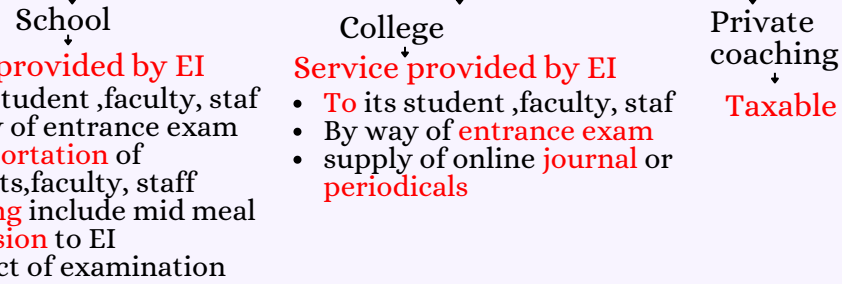 School
provided by EI
tudent ,faculty, staf
of entrance exam
ortation of
ts,faculty, staff
ng include mid meal
sion to EI
ct of examination
College
Service provided by EI
• To its student ,faculty, staf
• By way of entrance exam
• supply of online journal or
periodicals
Private
coaching
Taxable